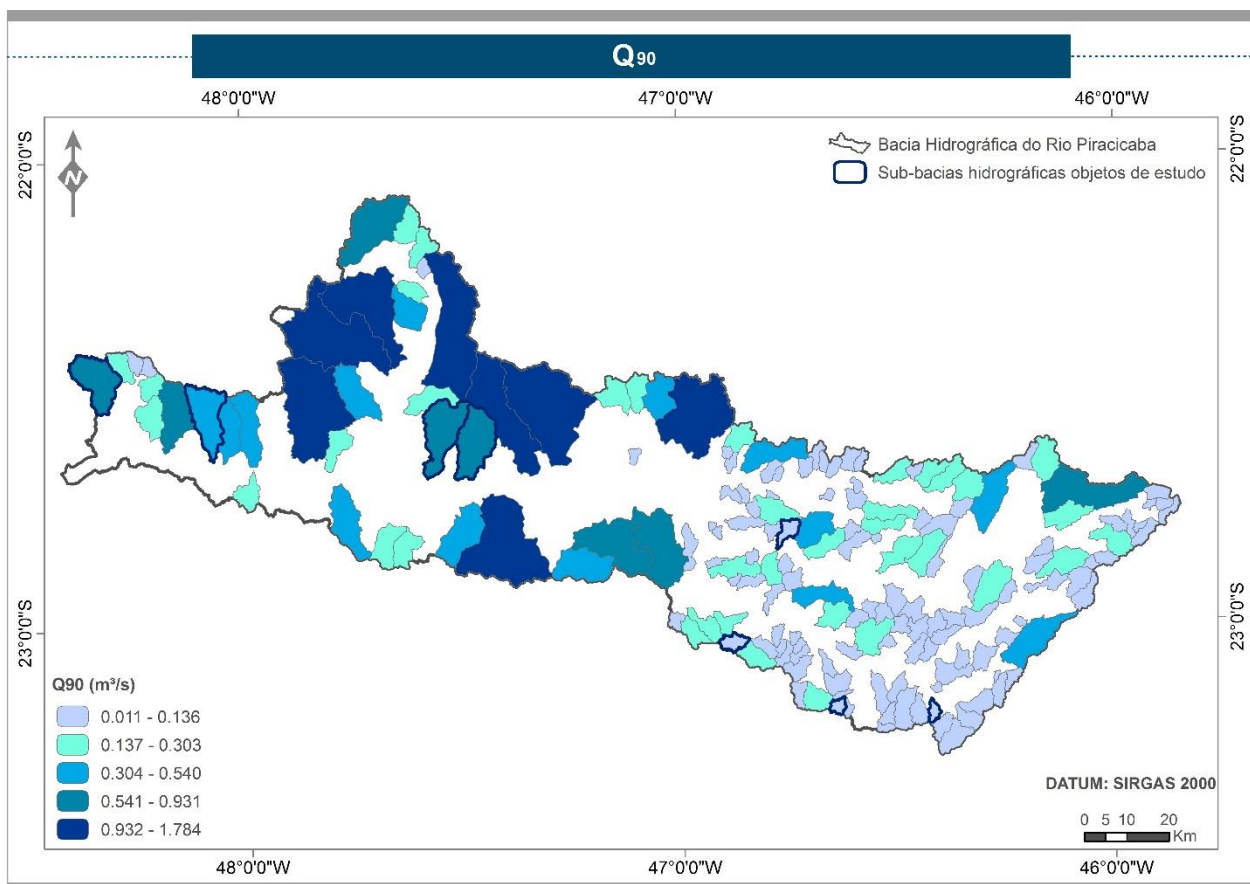 Q90
48°0'0"W 47°0'0"W 46°0'0"W
22°0'0"S
22°0'0"S
N
Bacia Hidrográfica do Rio Piracicaba
Sub-bacias hidrográficas objetos de estudo
23°0'0"S
23°0'0"S
Q90 (m³/s)
0.011 - 0.136
0.137 - 0.303
0.304 - 0.540
0.541 - 0.931
0.932 - 1.784
DATUM: SIRGAS 2000
0 5 10 20
Km
48°0'0"W 47°0'0"W 46°0'0"W